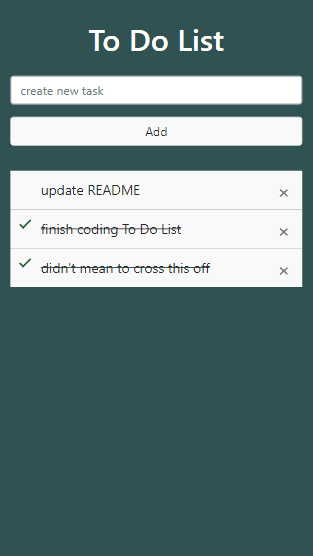 To Do List
create new task
Add
update README
finish coding To Do List
didn't mean to cross this off